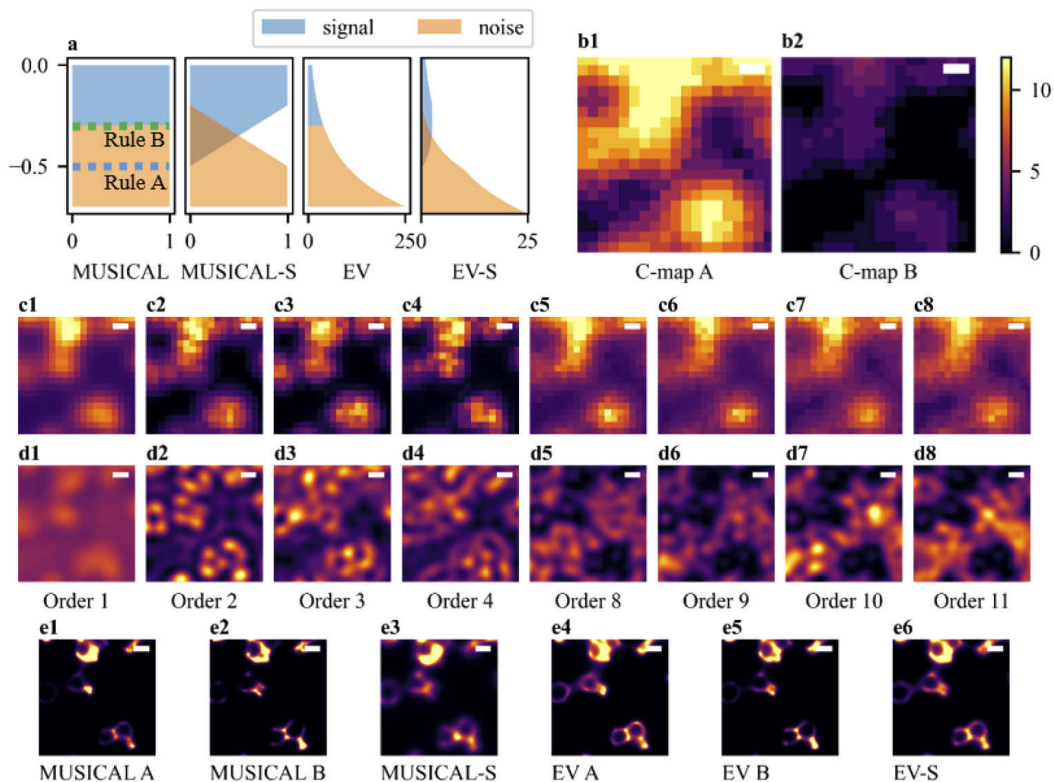 signal noise
a
b1 b2
0.0
−0.5
Rule B
Rule A
0 1 0 1 0 250 25
MUSICAL MUSICAL-S EV EV-S
10
5
0
C-map A C-map B
c1 c2 c3 c4 c5 c6 c7 c8
d1 d2 d3 d4 d5 d6 d7 d8
Order 1 Order 2 Order 3 Order 4 Order 8 Order 9 Order 10 Order 11
e1 e2 e3 e4 e5 e6
MUSICAL A MUSICAL B MUSICAL-S EV A EV B EV-S